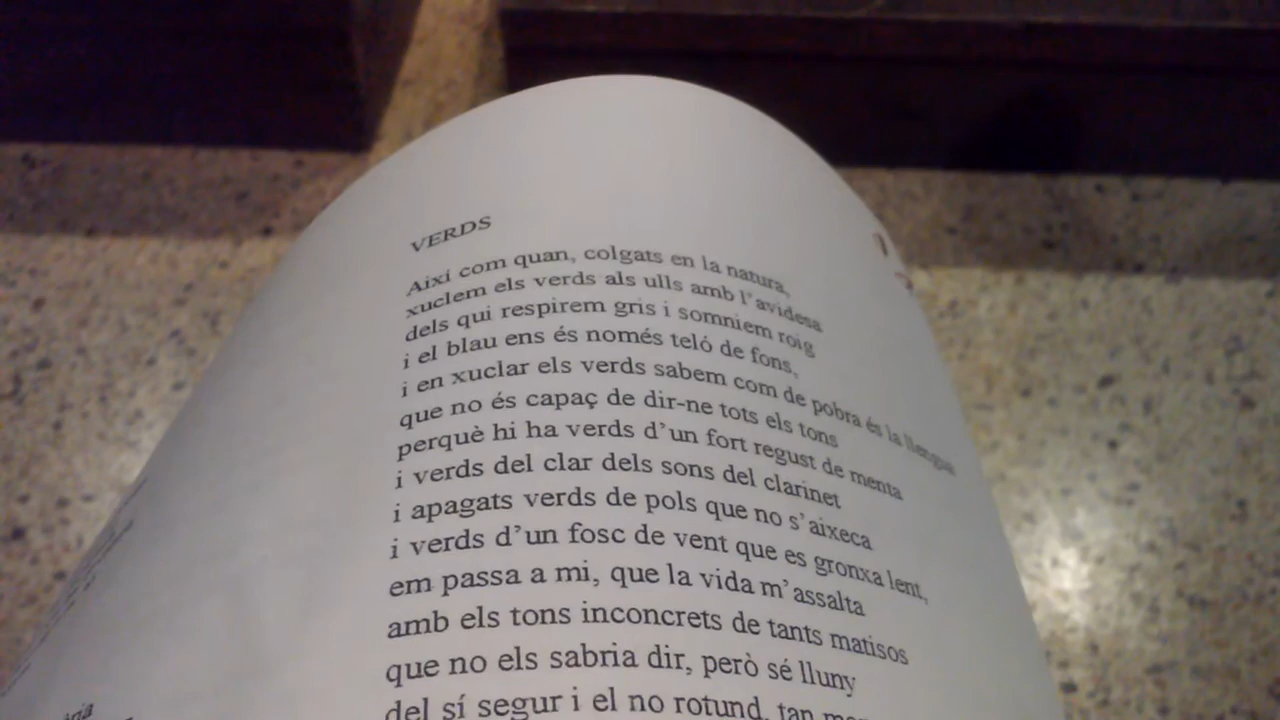 VERDS
Així com quan, colgats en la natura,
xuclem els verds als ulls amb l'avidesa
dels qui respirem gris i somniem roig
i el blau ens és només teló de fons,
i en xuclar els verds sabem com de pobra és la llengua
que no és capaç de dir-ne tots els tons
perquè hi ha verds d'un fort regust de menta
i verds del clar dels sons del clarinet
i apagats verds de pols que no s'aixeca
i verds d'un fosc de vent que es gronxa lent,
em passa a mi, que la vida m'assalta
amb els tons inconcrets de tants matisos
que no els sabria dir, però sé lluny
del sí segur i el no rotund, tan